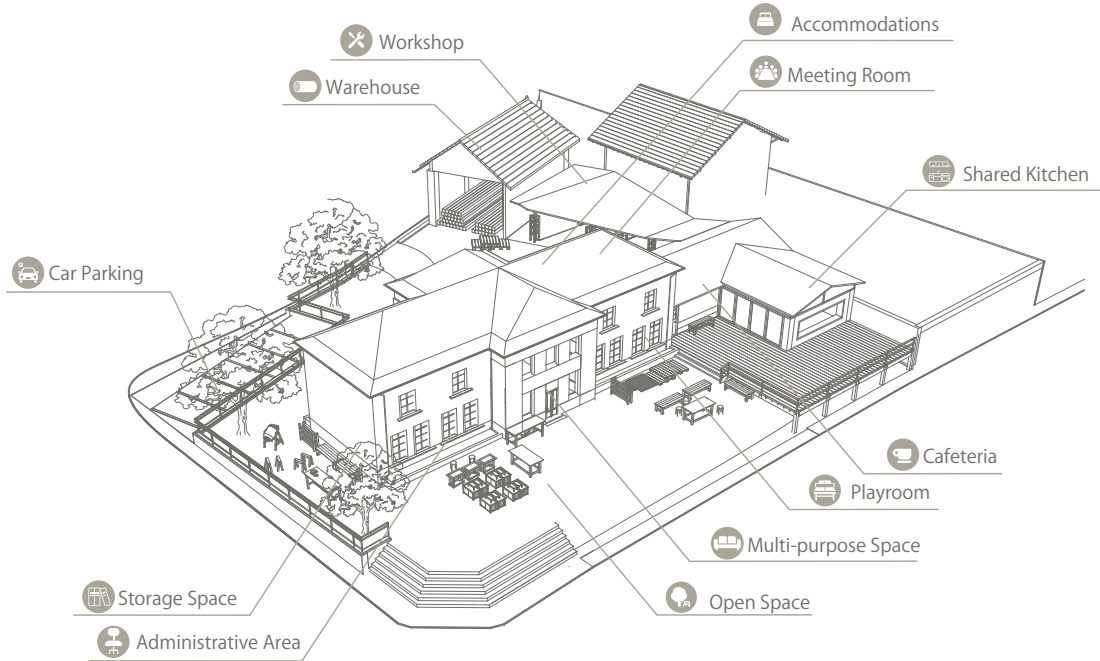 Accommodations
Workshop
Meeting Room
Warehouse
Shared Kitchen
Car Parking
Cafeteria
Playroom
Multi-purpose Space
Storage Space
Open Space
Administrative Area